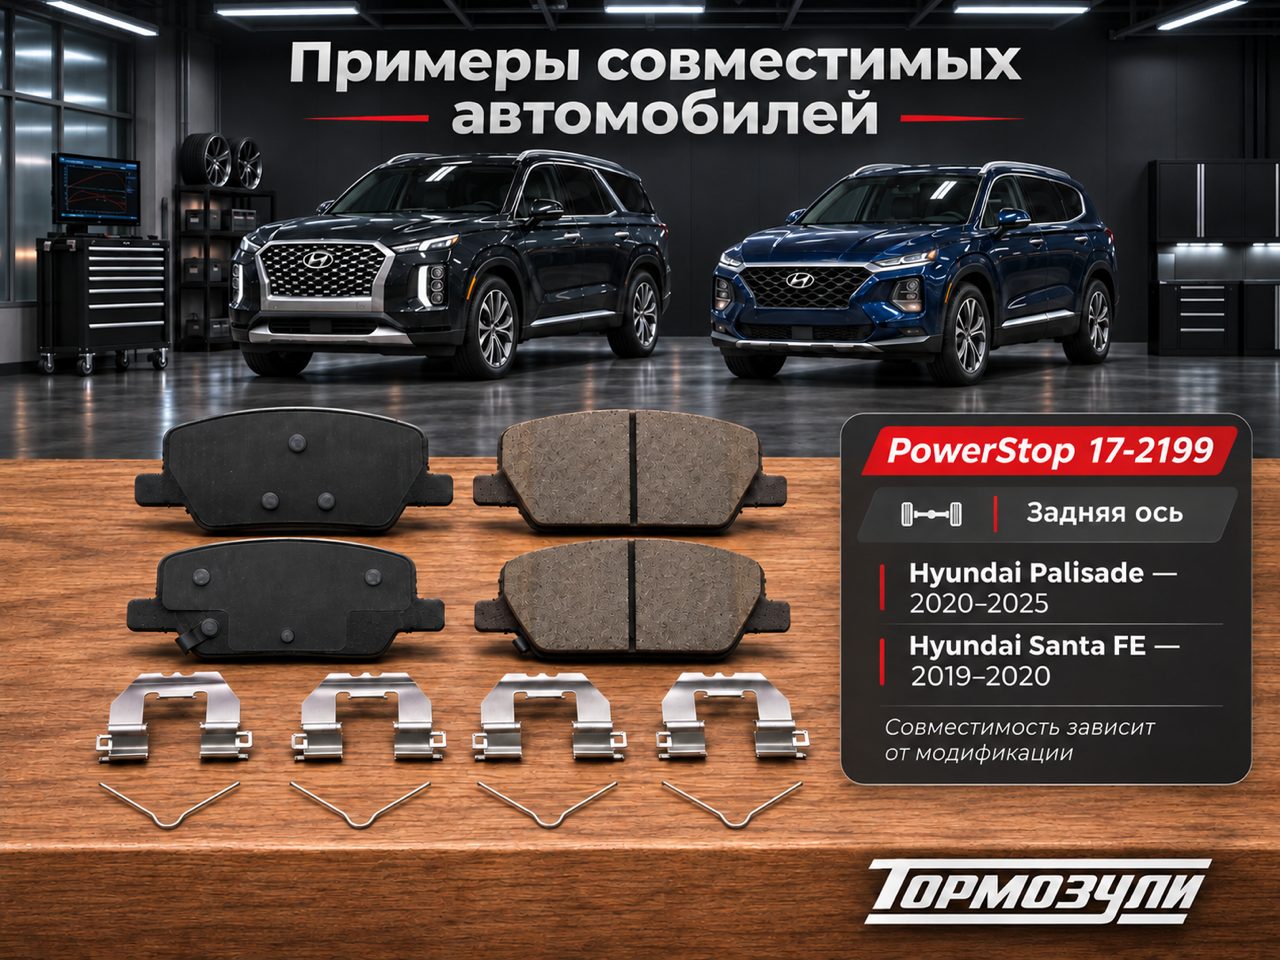 Примеры совместимых
автомобилей
PowerStop 17-2199
Задняя ось
Hyundai Palisade —
2020–2025
Hyundai Santa FE —
2019–2020
Совместимость зависит
от модификации
ТОРМОЗУЛИ